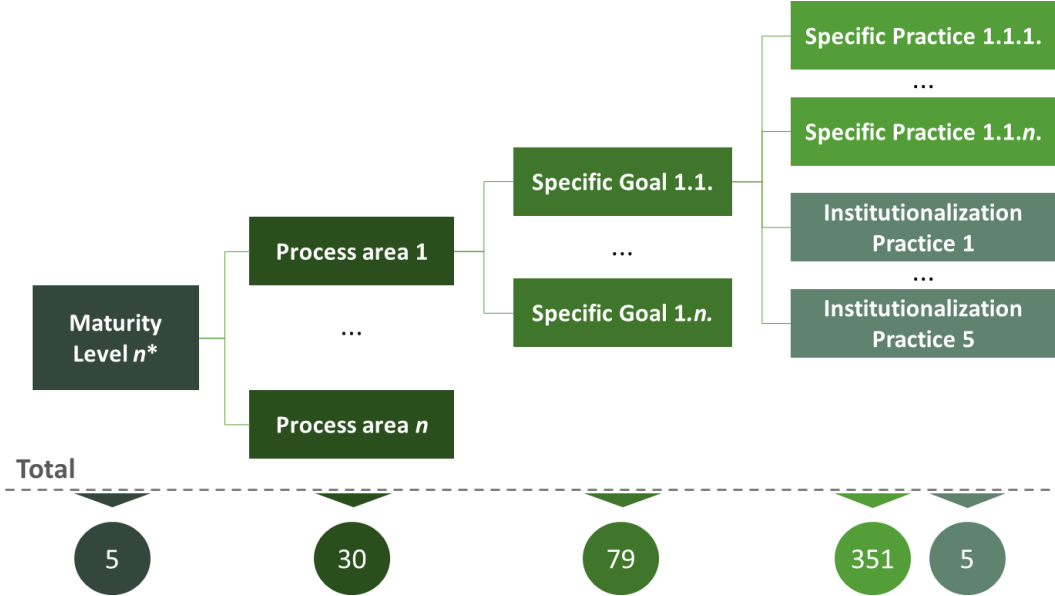 Specific Practice 1.1.1.
...
Specific Practice 1.1.n.
Specific Goal 1.1.
Institutionalization
Practice 1
Process area 1
...
...
Specific Goal 1.n.
Institutionalization
Practice 5
Maturity
Level n*
...
Process area n
Total
5
30
79
351
5